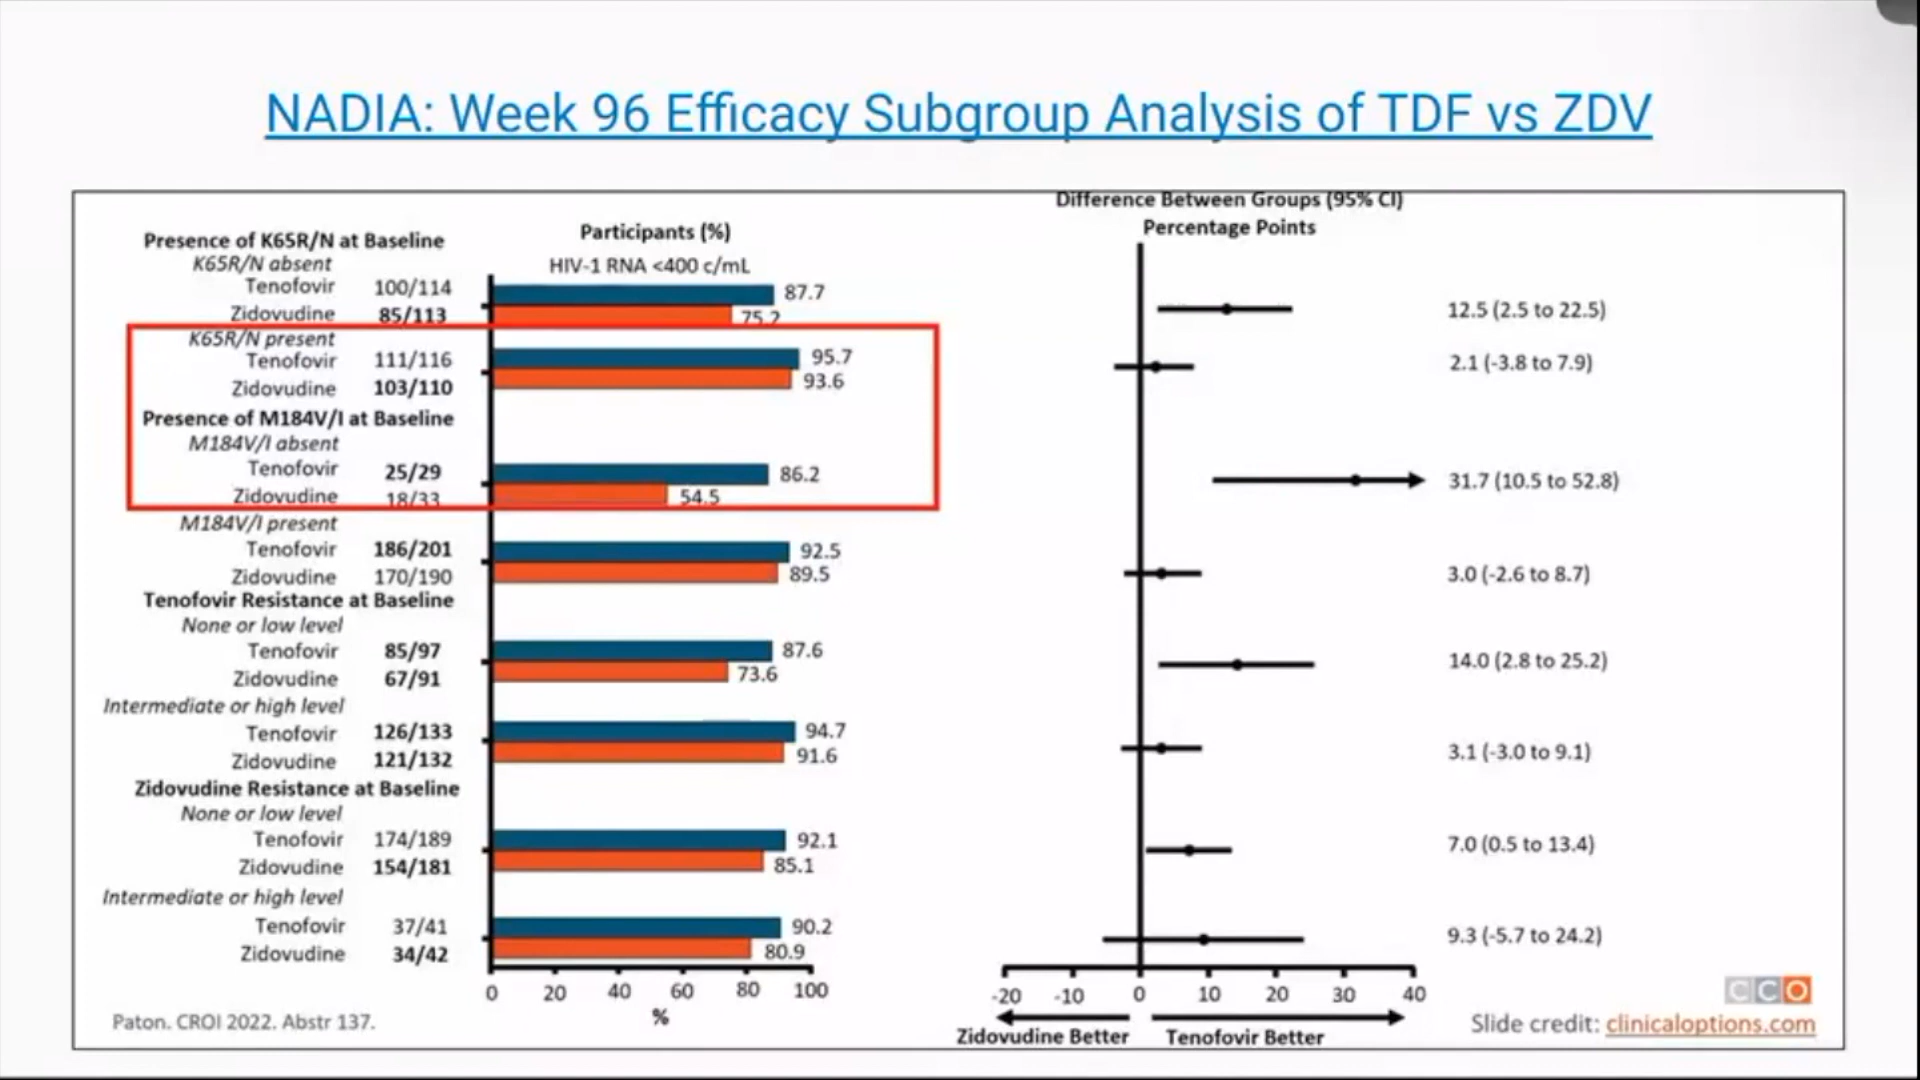 NADIA: Week 96 Efficacy Subgroup Analysis of TDF vs ZDV
Participants (%)
HIV-1 RNA <400 c/mL
Difference Between Groups (95% CI)
Percentage Points
Presence of K65R/N at Baseline
K65R/N absent
Tenofovir 100/114 87.7
Zidovudine 85/113 75.2
12.5 (2.5 to 22.5)
K65R/N present
Tenofovir 111/116 95.7
Zidovudine 103/110 93.6
2.1 (-3.8 to 7.9)
Presence of M184V/I at Baseline
M184V/I absent
Tenofovir 25/29 86.2
Zidovudine 18/33 54.5
31.7 (10.5 to 52.8)
M184V/I present
Tenofovir 186/201 92.5
Zidovudine 170/190 89.5
3.0 (-2.6 to 8.7)
Tenofovir Resistance at Baseline
None or low level
Tenofovir 85/97 87.6
Zidovudine 67/91 73.6
14.0 (2.8 to 25.2)
Intermediate or high level
Tenofovir 126/133 94.7
Zidovudine 121/132 91.6
3.1 (-3.0 to 9.1)
Zidovudine Resistance at Baseline
None or low level
Tenofovir 174/189 92.1
Zidovudine 154/181 85.1
7.0 (0.5 to 13.4)
Intermediate or high level
Tenofovir 37/41 90.2
Zidovudine 34/42 80.9
9.3 (-5.7 to 24.2)
0 20 40 60 80 100
%
-20 -10 0 10 20 30 40
Zidovudine Better Tenofovir Better
Paton. CROI 2022. Abstr 137.
CCO
Slide credit: clinicaloptions.com